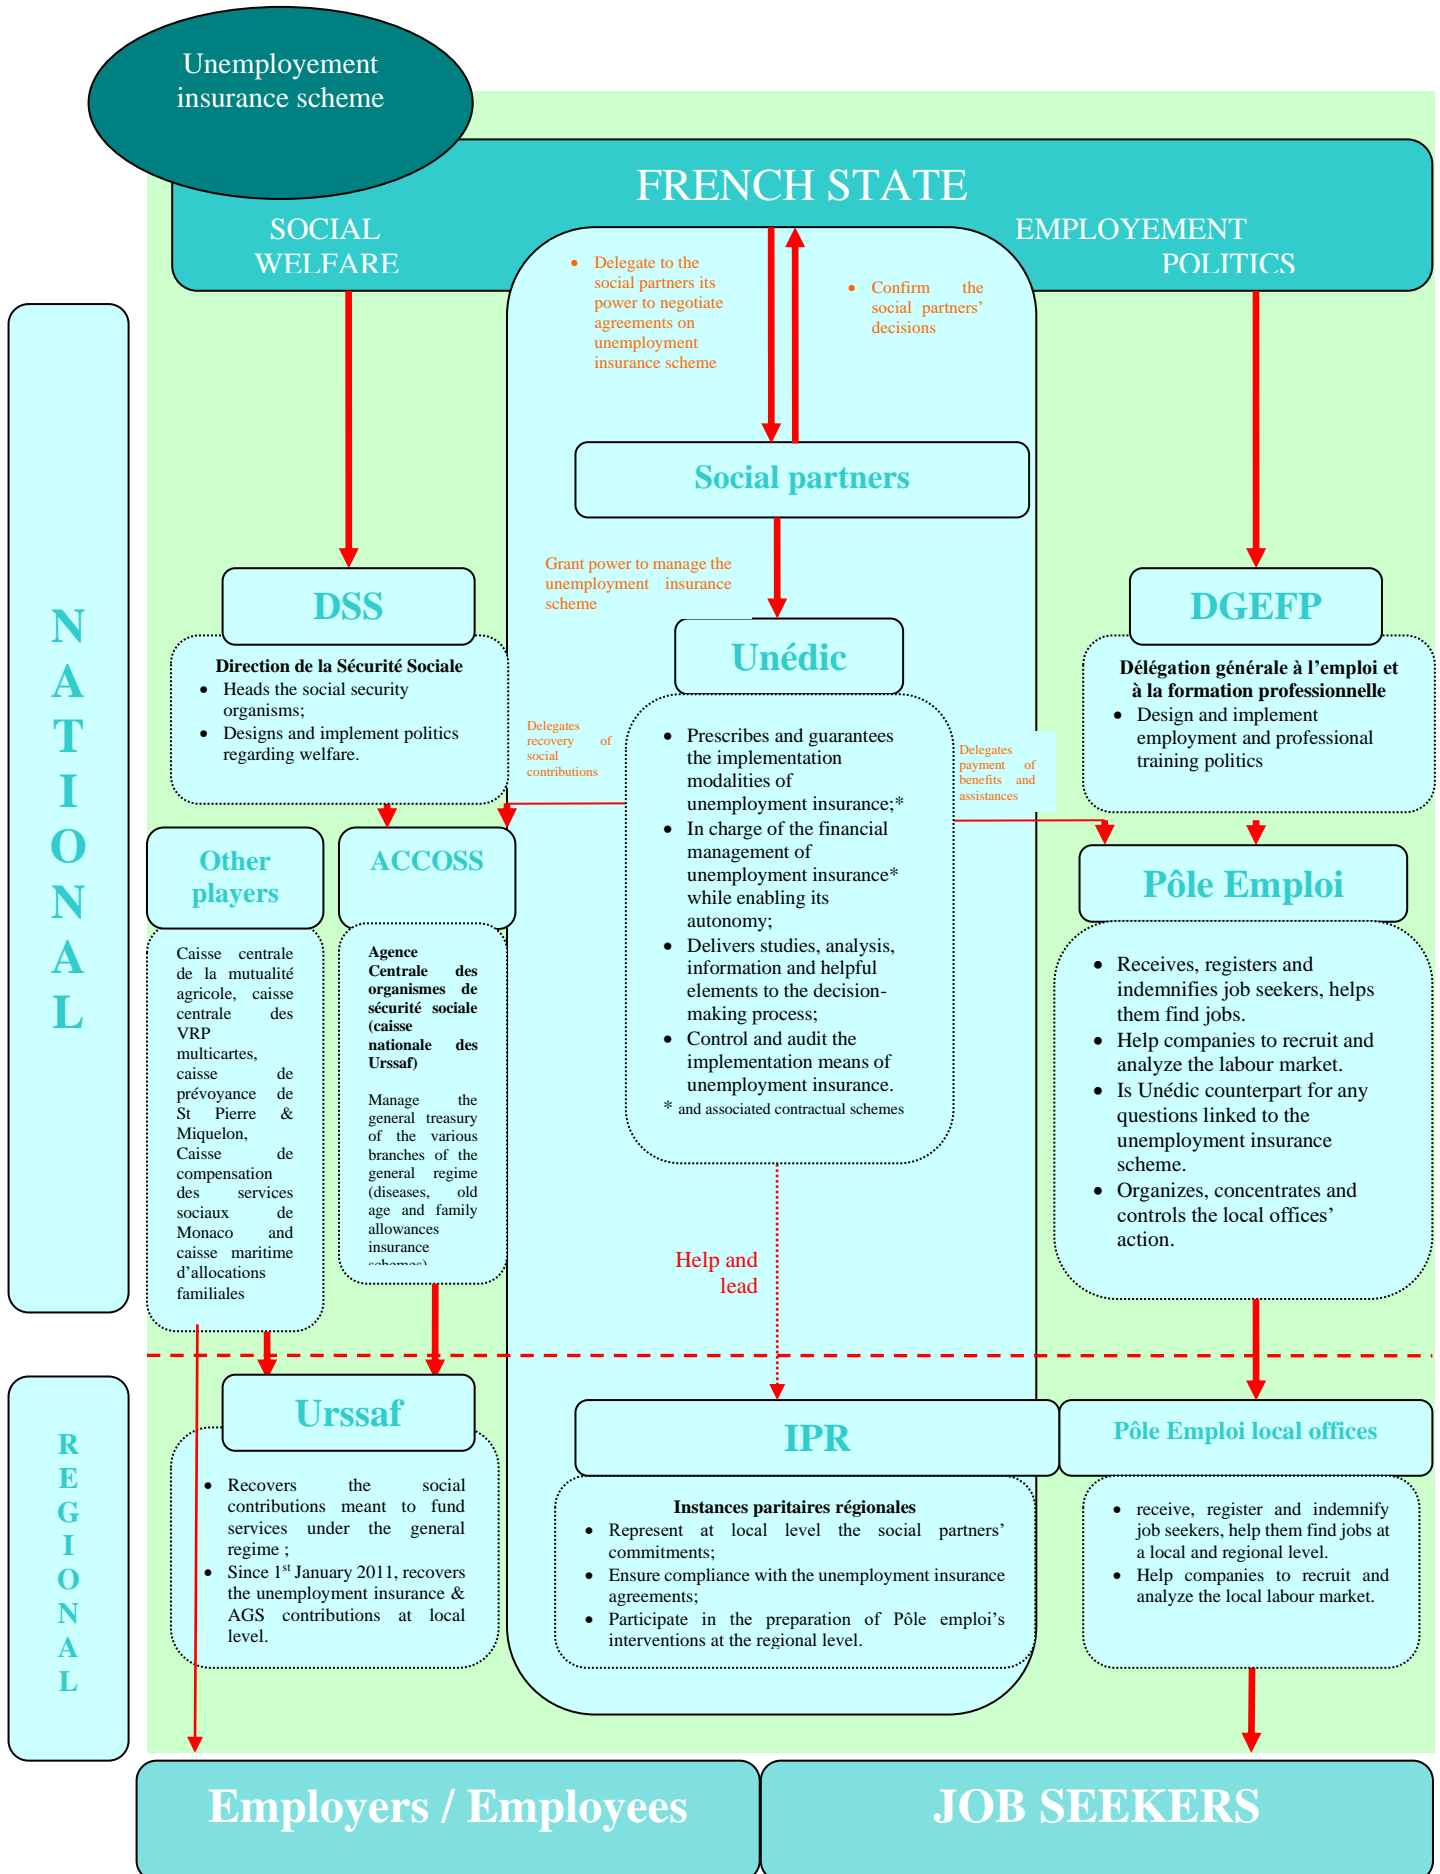 Unemployement
insurance scheme
FRENCH STATE
SOCIAL
WELFARE
EMPLOYEMENT
POLITICS
• Delegate to the
social partners its
power to negotiate
agreements on
unemployment
insurance scheme
• Confirm the
social partners’
decisions
Social partners
Grant power to manage the
unemployment insurance
scheme
NATIONAL
DSS
Direction de la Sécurité Sociale
• Heads the social security
organisms;
• Designs and implement politics
regarding welfare.
Unédic
• Prescribes and guarantees
the implementation
modalities of
unemployment insurance;*
• In charge of the financial
management of
unemployment insurance*
while enabling its
autonomy;
• Delivers studies, analysis,
information and helpful
elements to the decision-
making process;
• Control and audit the
implementation means of
unemployment insurance.
* and associated contractual schemes
DGEFP
Délégation générale à l’emploi et
à la formation professionnelle
• Design and implement
employment and professional
training politics
Delegates
recovery of
social
contributions
Delegates
payment of
benefits and
assistances
Other
players
Caisse centrale
de la mutualité
agricole, caisse
centrale des
VRP
multicartes,
caisse de
prévoyance de
St Pierre &
Miquelon,
Caisse de
compensation
des services
sociaux de
Monaco and
caisse maritime
d’allocations
familiales
ACCOSS
Agence
Centrale des
organismes de
sécurité sociale
(caisse
nationale des
Urssaf)
Manage the
general treasury
of the various
branches of the
general regime
(diseases, old
age and family
allowances
insurance
schemes)
Pôle Emploi
• Receives, registers and
indemnifies job seekers, helps
them find jobs.
• Help companies to recruit and
analyze the labour market.
• Is Unédic counterpart for any
questions linked to the
unemployment insurance
scheme.
• Organizes, concentrates and
controls the local offices’
action.
Help and
lead
REGIONAL
Urssaf
• Recovers the social
contributions meant to fund
services under the general
regime ;
• Since 1st January 2011, recovers
the unemployment insurance &
AGS contributions at local
level.
IPR
Instances paritaires régionales
• Represent at local level the social partners’
commitments;
• Ensure compliance with the unemployment insurance
agreements;
• Participate in the preparation of Pôle emploi’s
interventions at the regional level.
Pôle Emploi local offices
• receive, register and indemnify
job seekers, help them find jobs at
a local and regional level.
• Help companies to recruit and
analyze the local labour market.
Employers / Employees
JOB SEEKERS